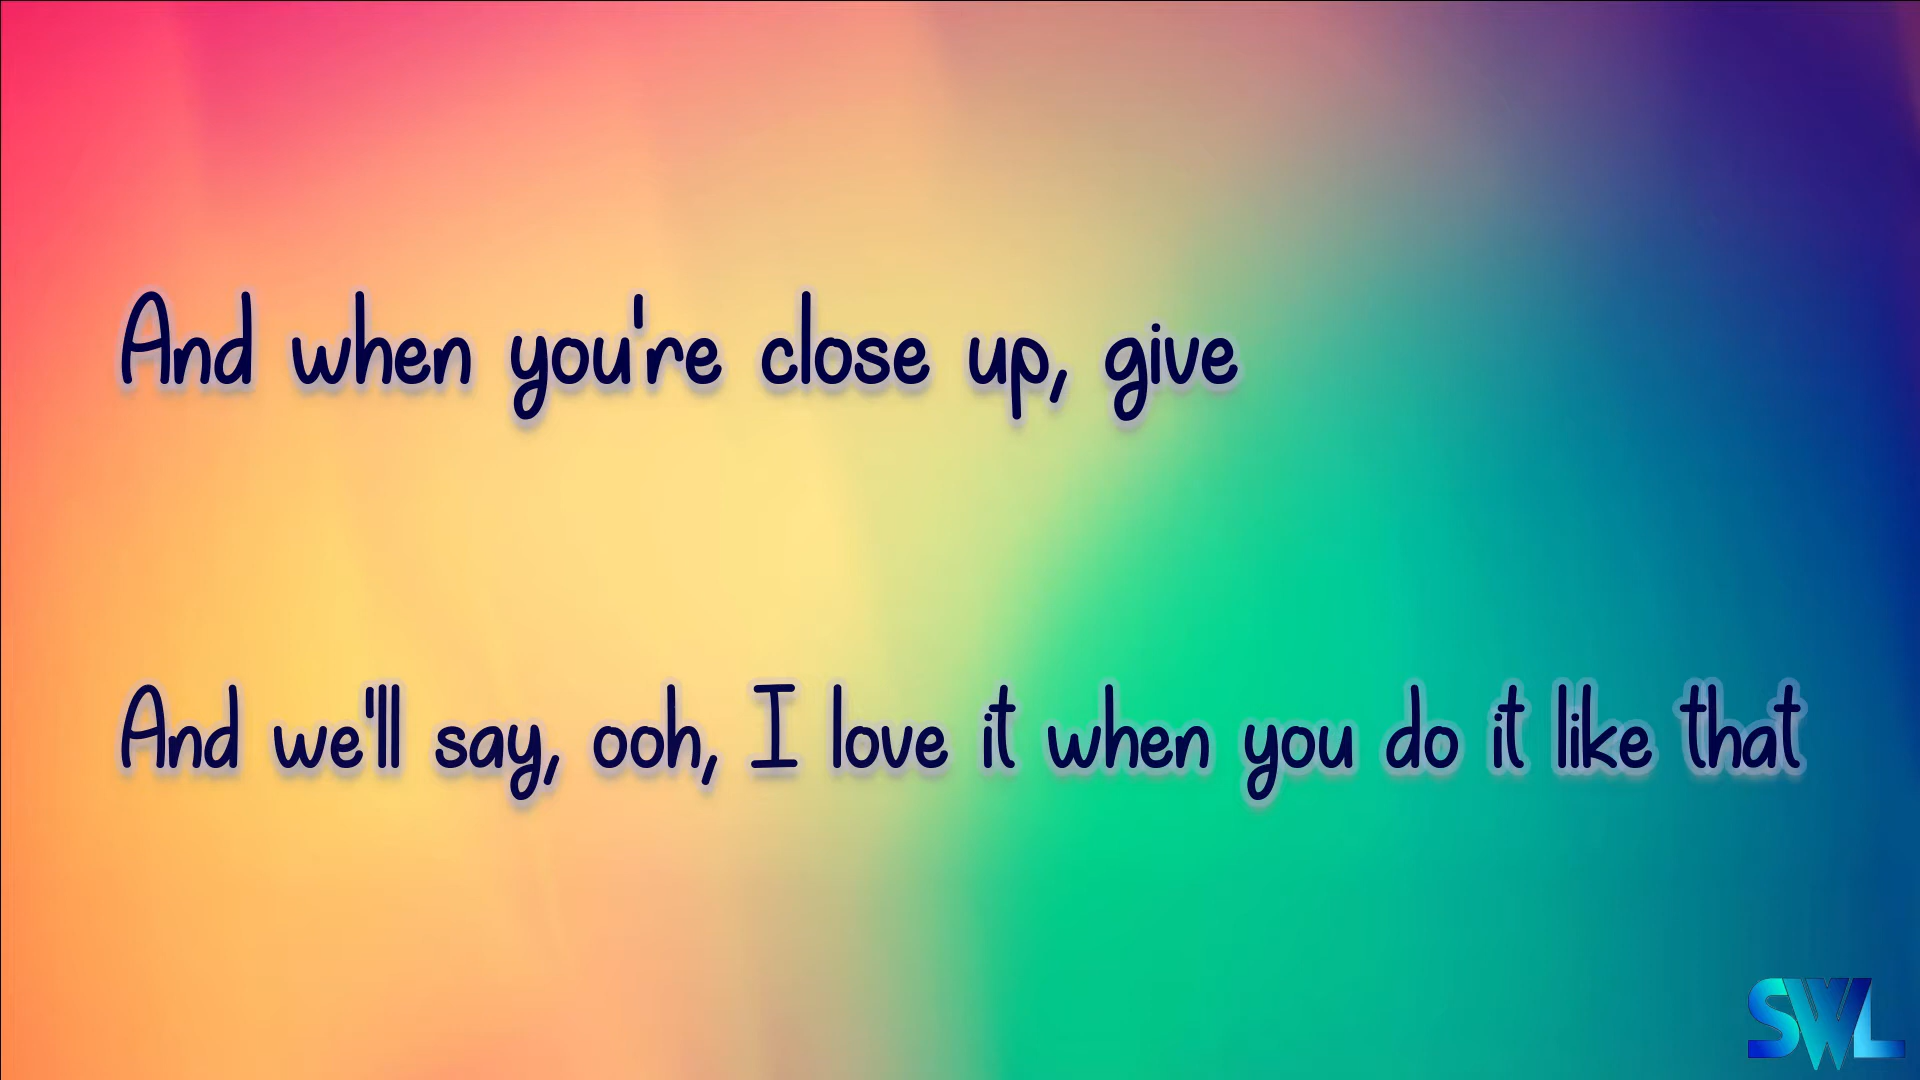 And when you're close up, give
And we'll say, ooh, I love it when you do it like that
SWL